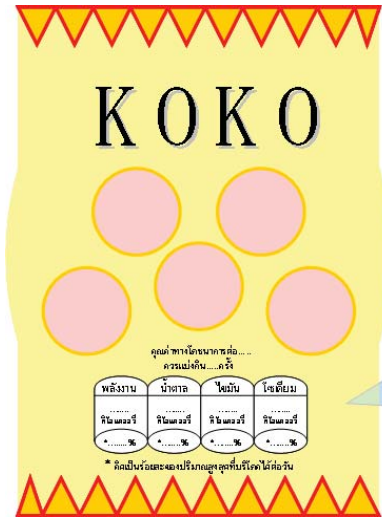 KOKO
คุณค่าทางโภชนาการต่อ.....
ควรแบ่งกิน.....ครั้ง
พลังงาน น้ำตาล ไขมัน โซเดียม
........ ........ ........ ........
กิโลแคลอรี่ กิโลแคลอรี่ กิโลแคลอรี่ กิโลแคลอรี่
*........% *........% *........% *........%
* คิดเป็นร้อยละของปริมาณสูงสุดที่บริโภคได้ต่อวัน